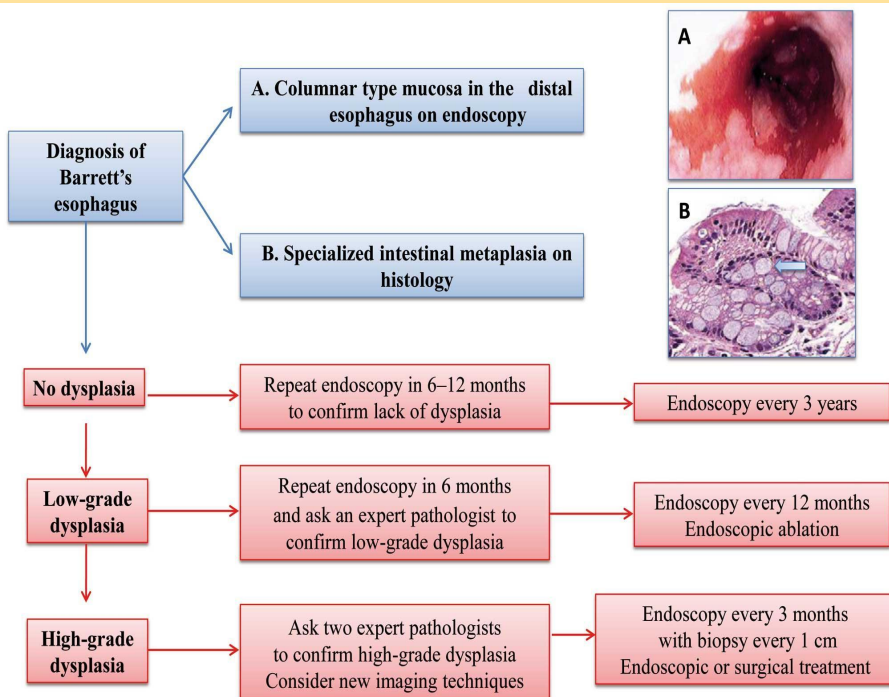 Diagnosis of
Barrett's
esophagus
A. Columnar type mucosa in the distal
esophagus on endoscopy
B. Specialized intestinal metaplasia on
histology
A
B
No dysplasia
Repeat endoscopy in 6–12 months
to confirm lack of dysplasia
Endoscopy every 3 years
Low-grade
dysplasia
Repeat endoscopy in 6 months
and ask an expert pathologist to
confirm low-grade dysplasia
Endoscopy every 12 months
Endoscopic ablation
High-grade
dysplasia
Ask two expert pathologists
to confirm high-grade dysplasia
Consider new imaging techniques
Endoscopy every 3 months
with biopsy every 1 cm
Endoscopic or surgical treatment